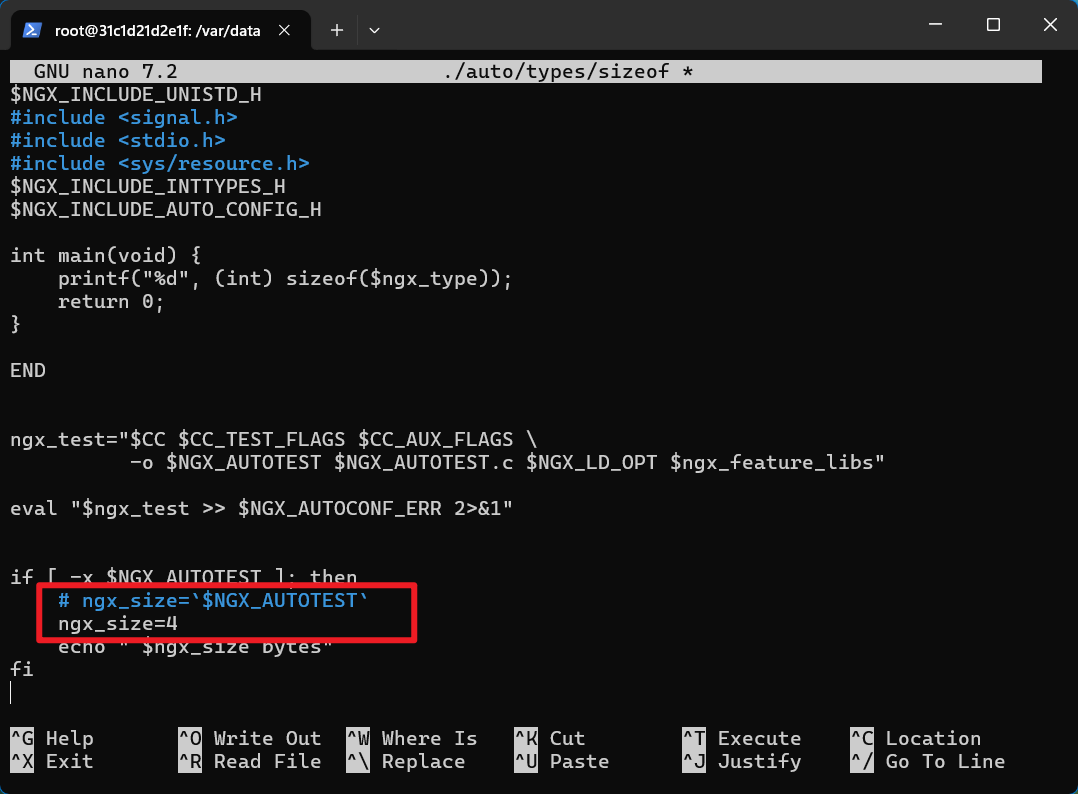 root@31c1d21d2e1f: /var/data
GNU nano 7.2 ./auto/types/sizeof *
$NGX_INCLUDE_UNISTD_H
#include <signal.h>
#include <stdio.h>
#include <sys/resource.h>
$NGX_INCLUDE_INTTYPES_H
$NGX_INCLUDE_AUTO_CONFIG_H
int main(void) {
    printf("%d", (int) sizeof($ngx_type));
    return 0;
}
END
ngx_test="$CC $CC_TEST_FLAGS $CC_AUX_FLAGS \
          -o $NGX_AUTOTEST $NGX_AUTOTEST.c $NGX_LD_OPT $ngx_feature_libs"
eval "$ngx_test >> $NGX_AUTOCONF_ERR 2>&1"
if [ -x $NGX_AUTOTEST ]; then
    # ngx_size=`$NGX_AUTOTEST`
    ngx_size=4
    echo " $ngx_size bytes"
fi
^G Help ^O Write Out ^W Where Is ^K Cut ^T Execute ^C Location
^X Exit ^R Read File ^\ Replace ^U Paste ^J Justify ^/ Go To Line